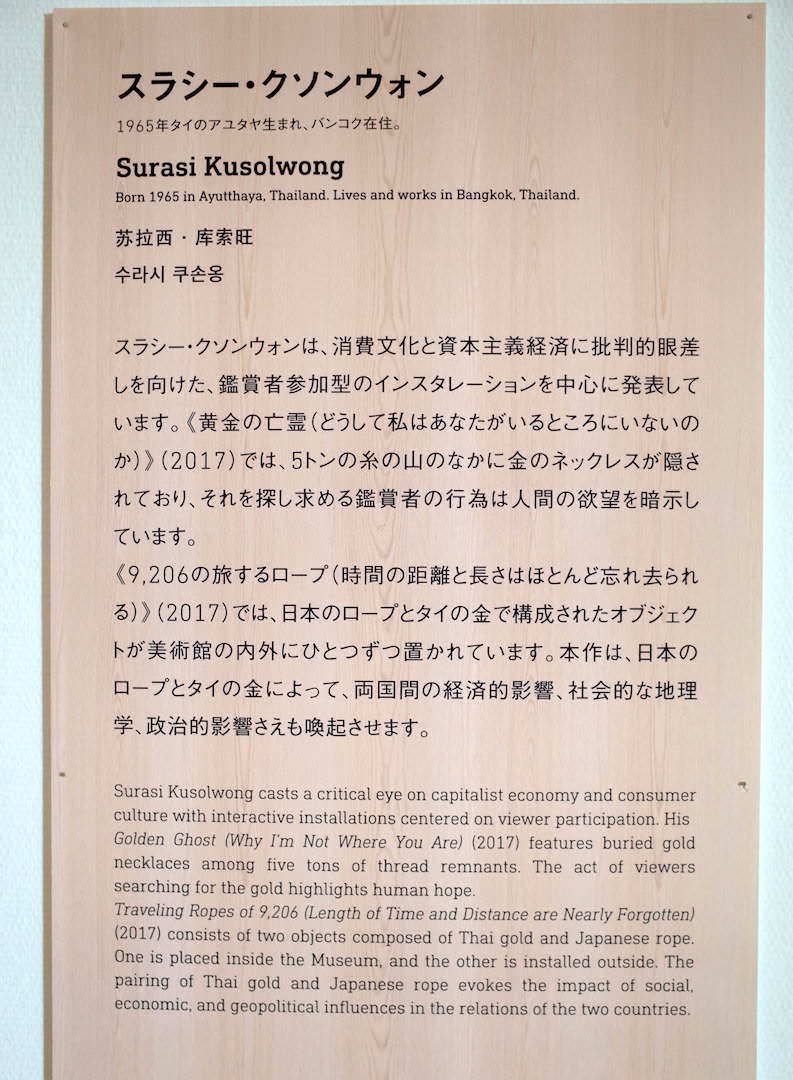 スラシー・クソンウォン
1965年タイのアユタヤ生まれ、バンコク在住。
Surasi Kusolwong
Born 1965 in Ayutthaya, Thailand. Lives and works in Bangkok, Thailand.
苏拉西・库索旺
수라시 쿠손옹
スラシー・クソンウォンは、消費文化と資本主義経済に批判的眼差
しを向けた、鑑賞者参加型のインスタレーションを中心に発表して
います。《黄金の亡霊（どうして私はあなたがいるところにいないの
か）》（2017）では、5トンの糸の山のなかに金のネックレスが隠さ
れており、それを探し求める鑑賞者の行為は人間の欲望を暗示し
ています。
《9,206の旅するロープ（時間の距離と長さはほとんど忘れ去られ
る）》（2017）では、日本のロープとタイの金で構成されたオブジェク
トが美術館の内外にひとつずつ置かれています。本作は、日本の
ロープとタイの金によって、両国間の経済的影響、社会的な地理
学、政治的影響さえも喚起させます。
Surasi Kusolwong casts a critical eye on capitalist economy and consumer
culture with interactive installations centered on viewer participation. His
Golden Ghost (Why I'm Not Where You Are) (2017) features buried gold
necklaces among five tons of thread remnants. The act of viewers
searching for the gold highlights human hope.
Traveling Ropes of 9,206 (Length of Time and Distance are Nearly Forgotten)
(2017) consists of two objects composed of Thai gold and Japanese rope.
One is placed inside the Museum, and the other is installed outside. The
pairing of Thai gold and Japanese rope evokes the impact of social,
economic, and geopolitical influences in the relations of the two countries.